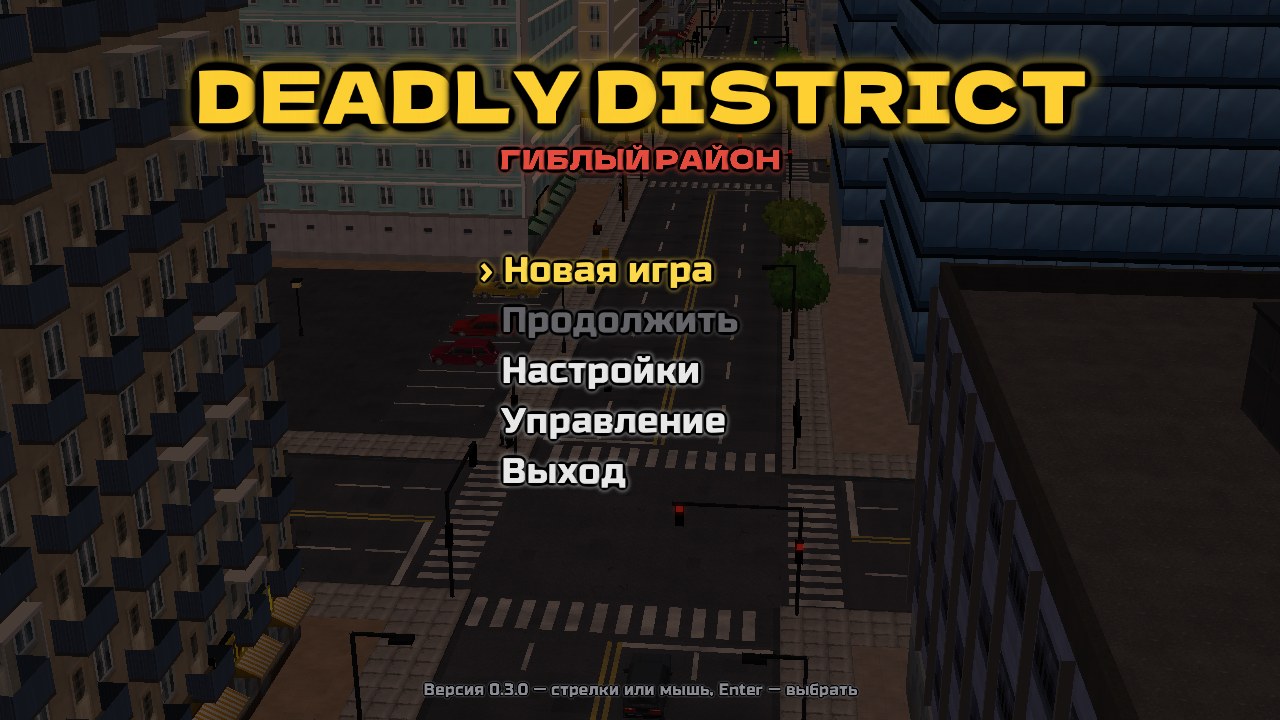 DEADLY DISTRICT
ГИБЛЫЙ РАЙОН
› Новая игра
Продолжить
Настройки
Управление
Выход
Версия 0.3.0 — стрелки или мышь, Enter — выбрать